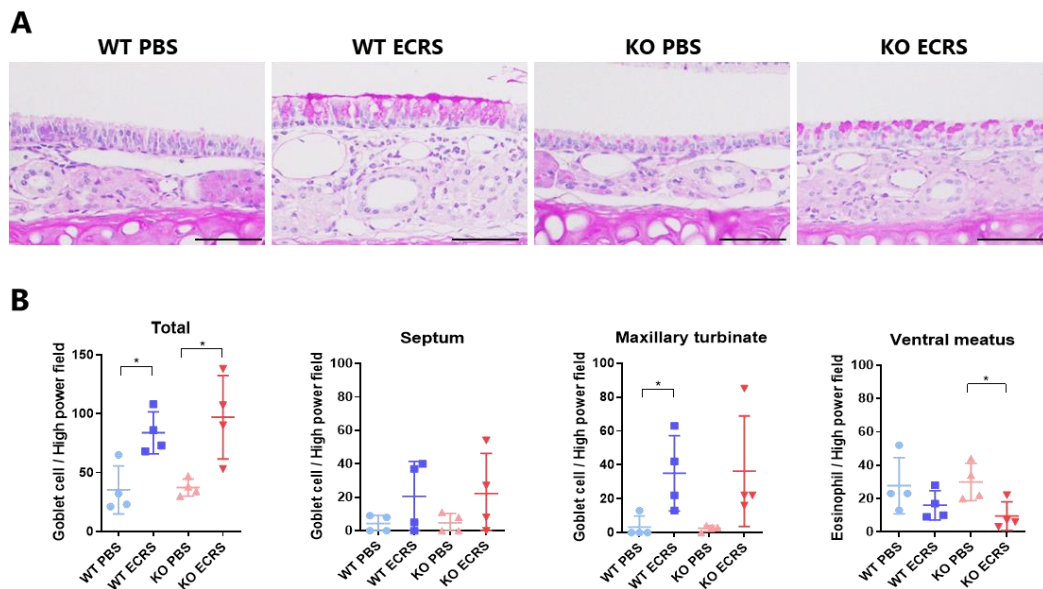 A
WT PBS
WT ECRS
KO PBS
KO ECRS
B
Total
Goblet cell / High power field
150
100
50
0
*
*
WT PBS
WT ECRS
KO PBS
KO ECRS
Septum
Goblet cell / High power field
100
80
60
40
20
0
WT PBS
WT ECRS
KO PBS
KO ECRS
Maxillary turbinate
Goblet cell / High power field
100
80
60
40
20
0
*
WT PBS
WT ECRS
KO PBS
KO ECRS
Ventral meatus
Eosinophil / High power field
100
80
60
40
20
0
*
WT PBS
WT ECRS
KO PBS
KO ECRS